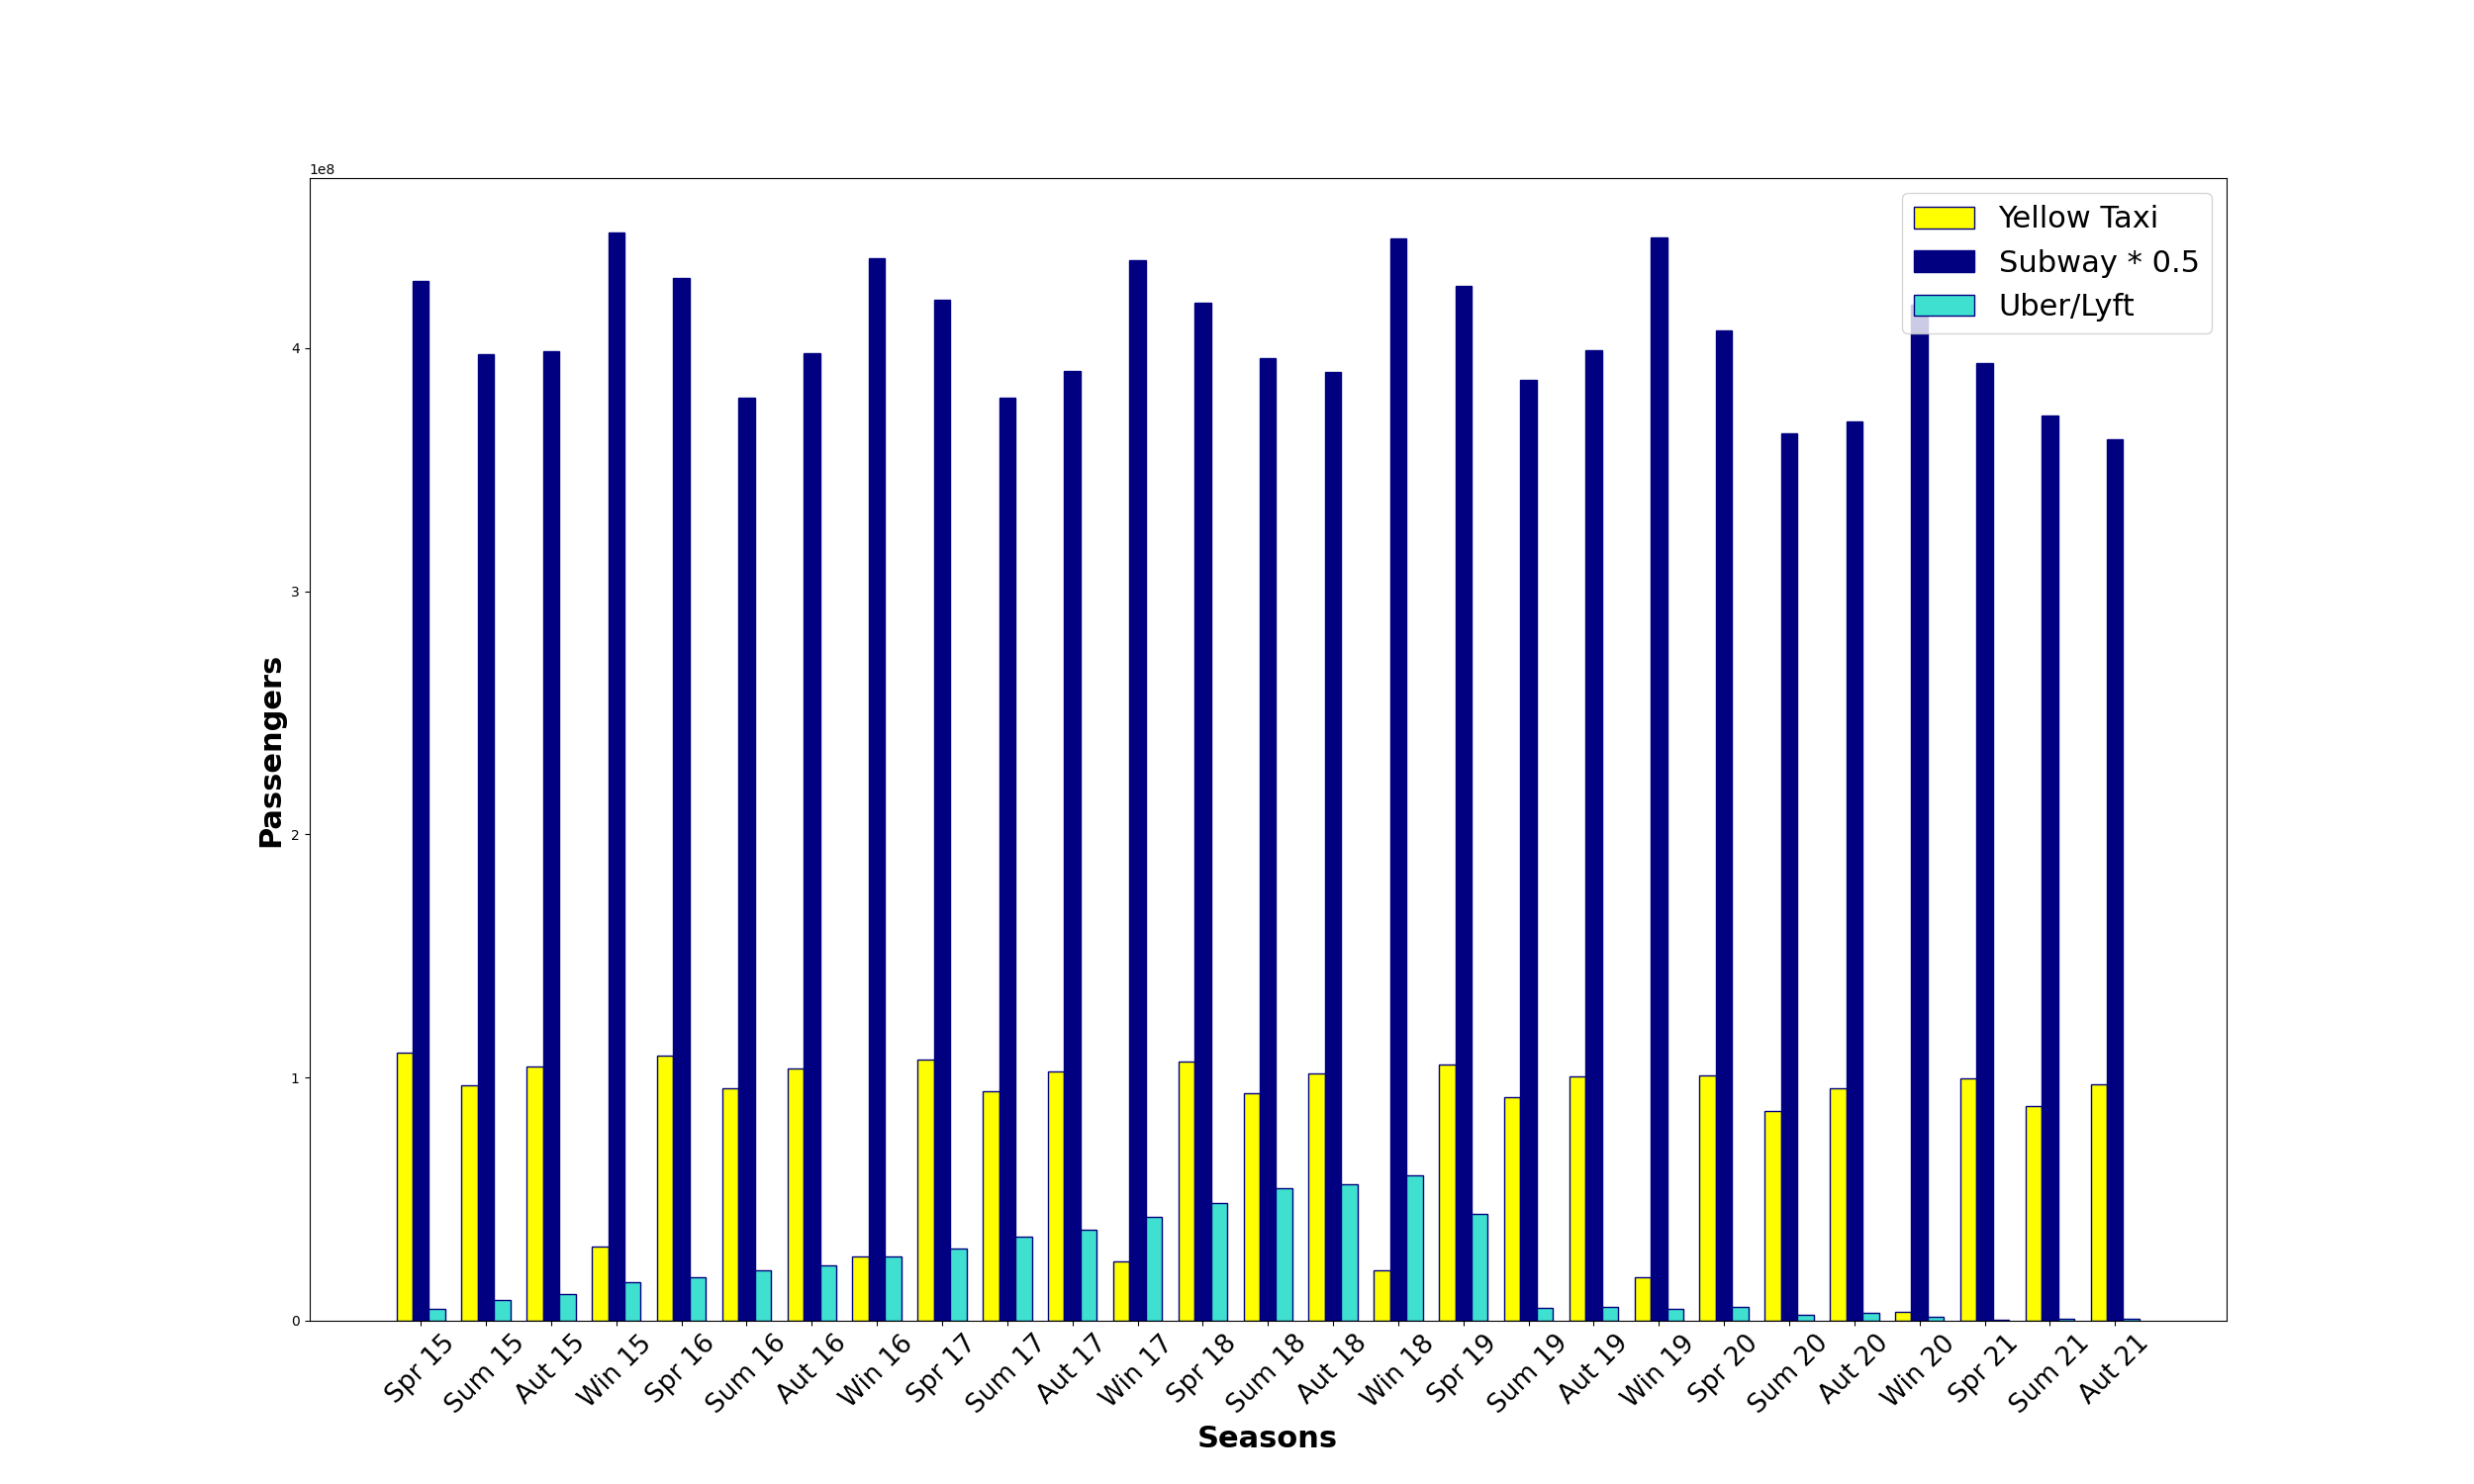 1e8
Yellow Taxi
Subway * 0.5
Uber/Lyft
4
3
2
1
0
Passengers
Spr 15
Sum 15
Aut 15
Win 15
Spr 16
Sum 16
Aut 16
Win 16
Spr 17
Sum 17
Aut 17
Win 17
Spr 18
Sum 18
Aut 18
Win 18
Spr 19
Sum 19
Aut 19
Win 19
Spr 20
Sum 20
Aut 20
Win 20
Spr 21
Sum 21
Aut 21
Seasons